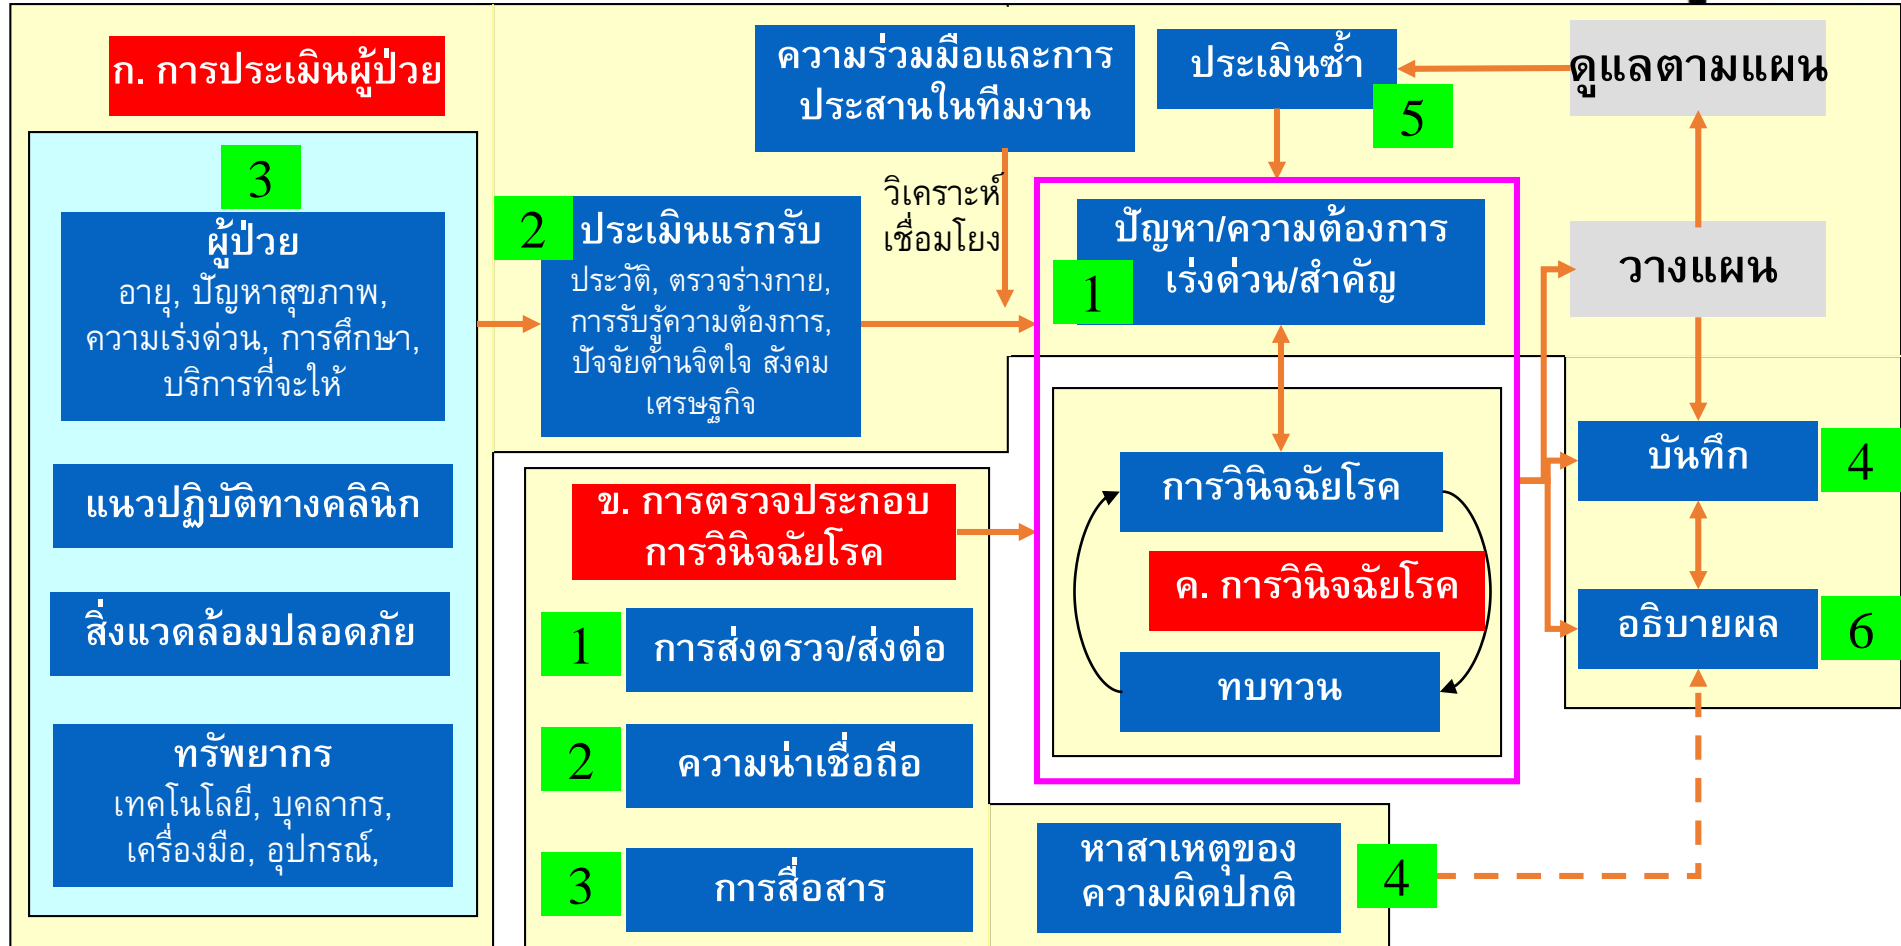 ก. การประเมินผู้ป่วย
3
ผู้ป่วย
อายุ, ปัญหาสุขภาพ,
ความเร่งด่วน, การศึกษา,
บริการที่จะให้
แนวปฏิบัติทางคลินิก
สิ่งแวดล้อมปลอดภัย
ทรัพยากร
เทคโนโลยี, บุคลากร,
เครื่องมือ, อุปกรณ์,
ความร่วมมือและการ
ประสานในทีมงาน
วิเคราะห์
เชื่อมโยง
2
ประเมินแรกรับ
ประวัติ, ตรวจร่างกาย,
การรับรู้ความต้องการ,
ปัจจัยด้านจิตใจ สังคม
เศรษฐกิจ
ข. การตรวจประกอบ
การวินิจฉัยโรค
1
การส่งตรวจ/ส่งต่อ
2
ความน่าเชื่อถือ
3
การสื่อสาร
ประเมินซ้ำ
5
ปัญหา/ความต้องการ
เร่งด่วน/สำคัญ
1
การวินิจฉัยโรค
ค. การวินิจฉัยโรค
ทบทวน
หาสาเหตุของ
ความผิดปกติ
4
ดูแลตามแผน
วางแผน
บันทึก
4
อธิบายผล
6